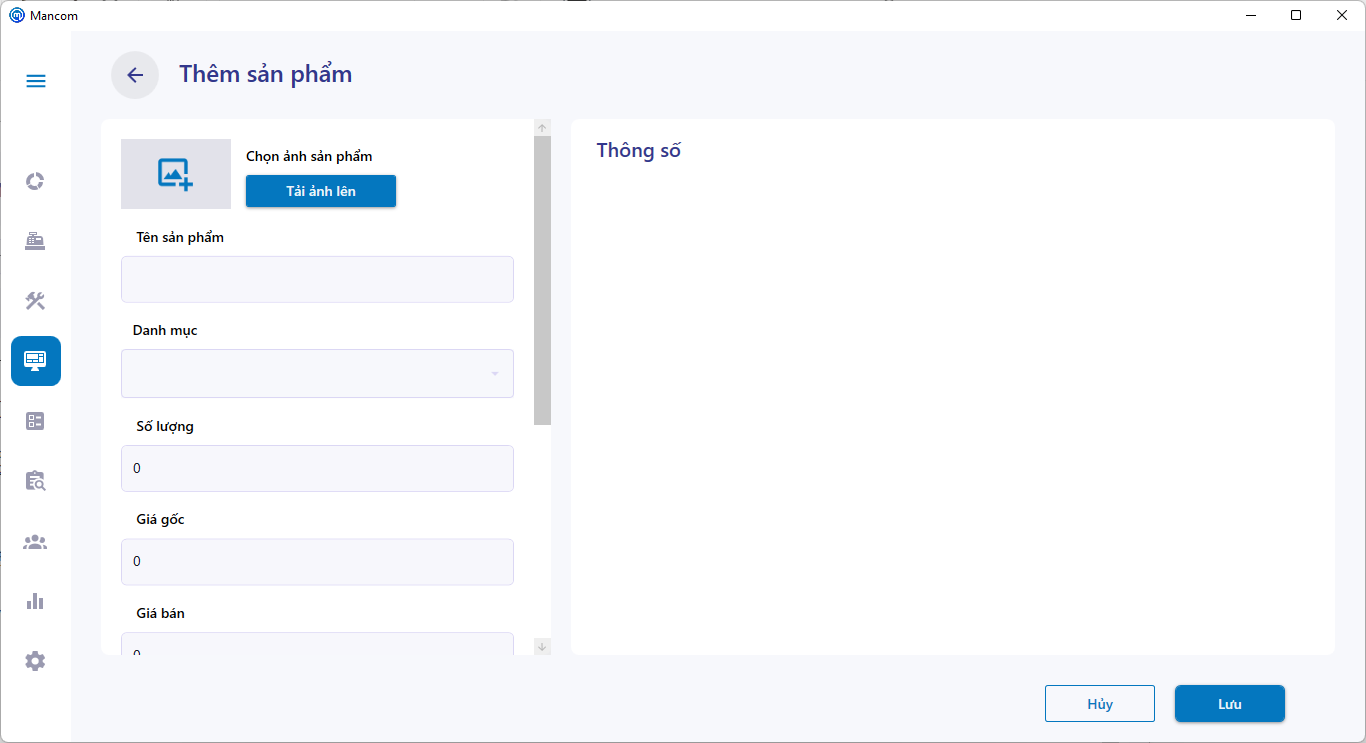 Mancom
Thêm sản phẩm
Chọn ảnh sản phẩm
Tải ảnh lên
Tên sản phẩm
Danh mục
Số lượng
0
Giá gốc
0
Giá bán
0
Thông số
Hủy
Lưu